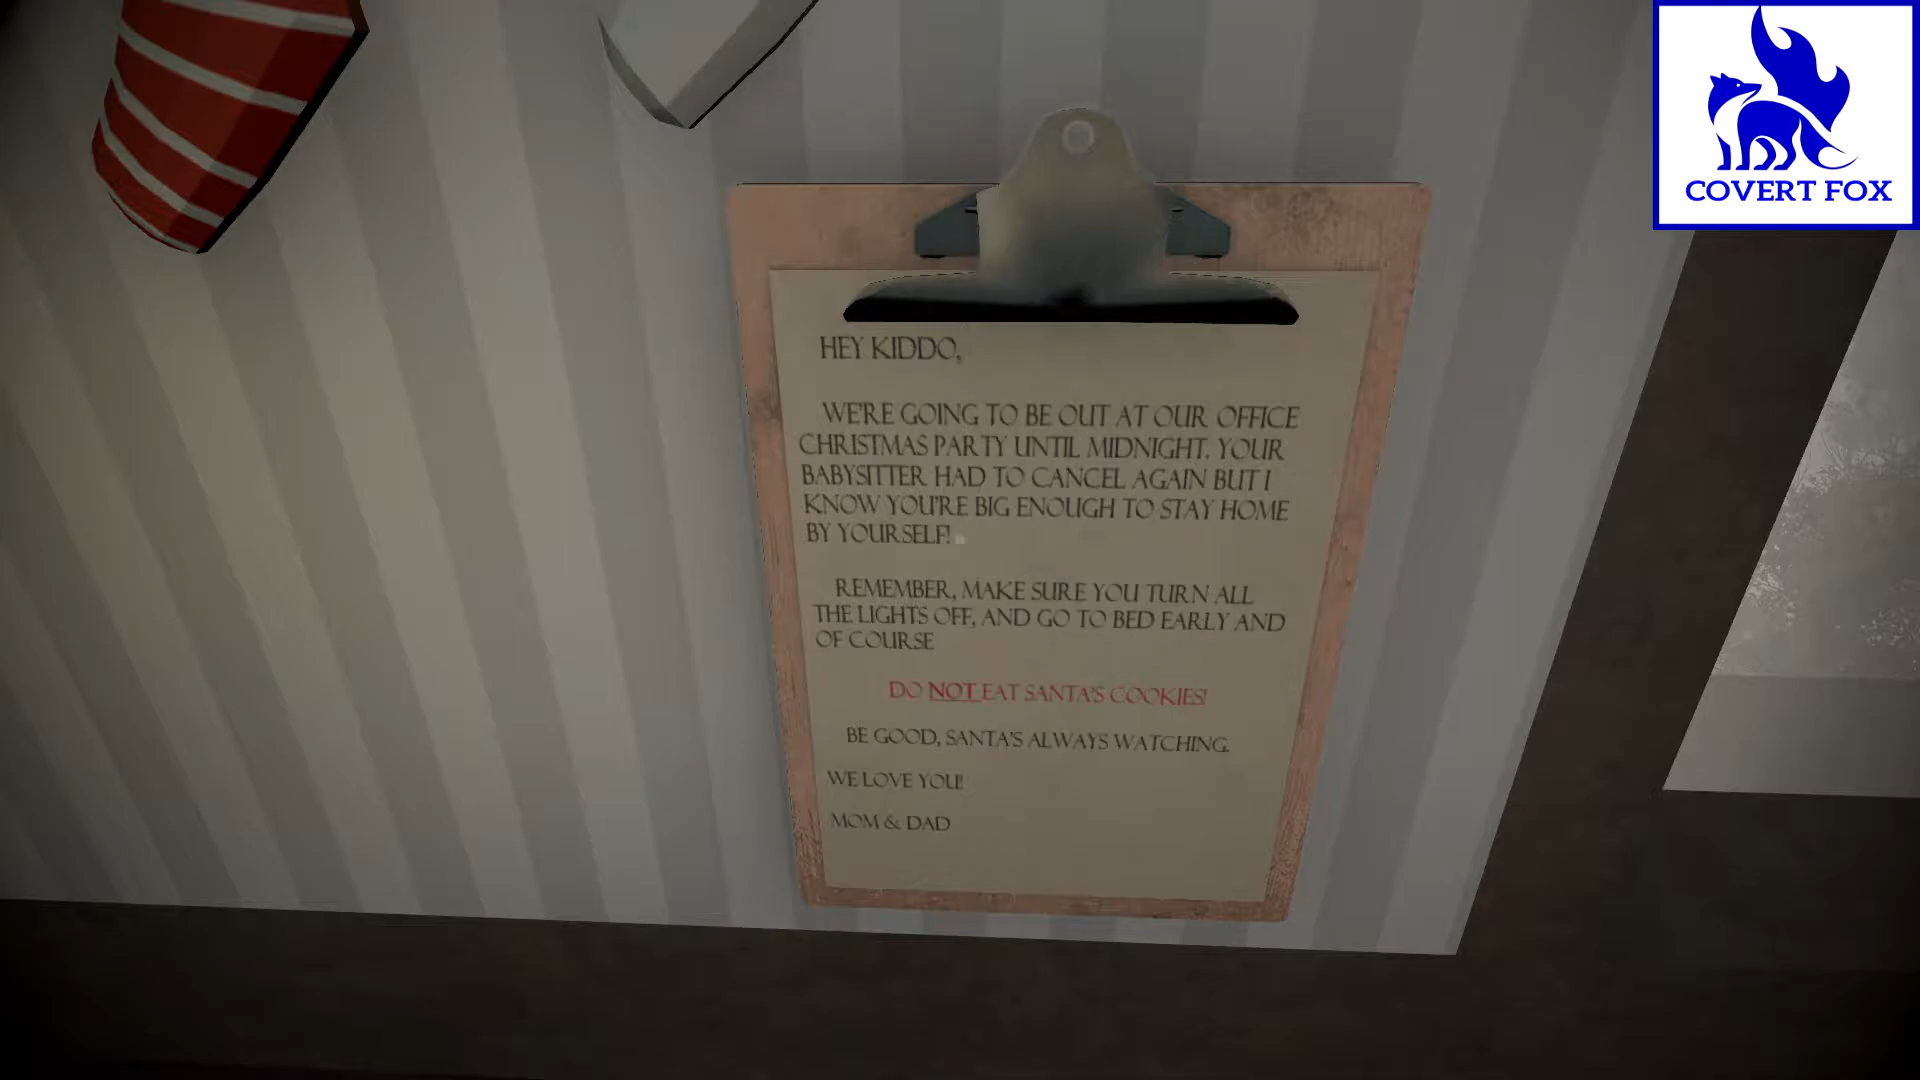 COVERT FOX
HEY KIDDO,
WE'RE GOING TO BE OUT AT OUR OFFICE
CHRISTMAS PARTY UNTIL MIDNIGHT. YOUR
BABYSITTER HAD TO CANCEL AGAIN BUT I
KNOW YOU'RE BIG ENOUGH TO STAY HOME
BY YOURSELF!
REMEMBER, MAKE SURE YOU TURN ALL
THE LIGHTS OFF, AND GO TO BED EARLY AND
OF COURSE
DO NOT EAT SANTA'S COOKIES!
BE GOOD, SANTA'S ALWAYS WATCHING.
WE LOVE YOU!
MOM & DAD